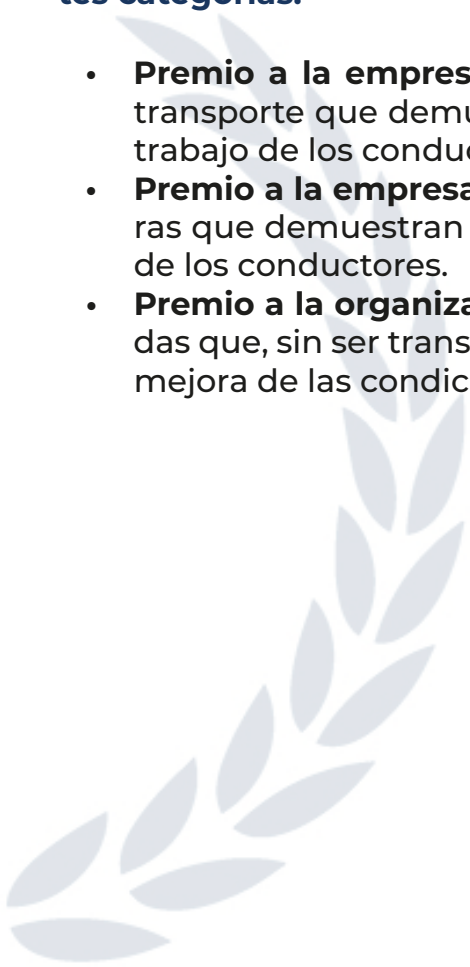 tes categorías:
• Premio a la empres
transporte que demu
trabajo de los conduc
• Premio a la empresa
ras que demuestran
de los conductores.
• Premio a la organiza
das que, sin ser trans
mejora de las condic